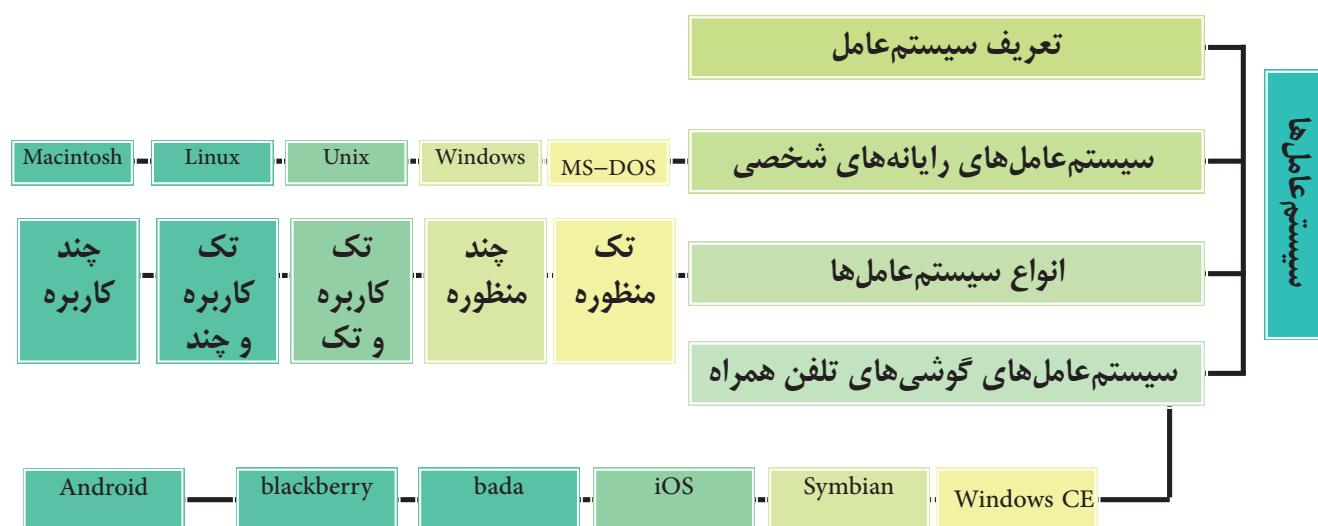 سیستم‌عامل‌ها
تعریف سیستم‌عامل
سیستم‌عامل‌های رایانه‌های شخصی
MS–DOS
Windows
Unix
Linux
Macintosh
انواع سیستم‌عامل‌ها
تک
منظوره
چند
منظوره
تک
کاربره
و تک
تک
کاربره
و چند
چند
کاربره
سیستم‌عامل‌های گوشی‌های تلفن همراه
Windows CE
Symbian
iOS
bada
blackberry
Android